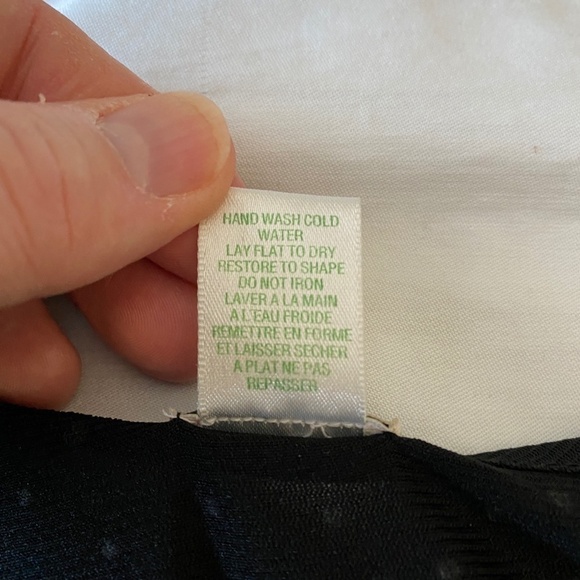 HAND WASH COLD
WATER
LAY FLAT TO DRY
RESTORE TO SHAPE
DO NOT IRON
LAVER A LA MAIN
A L'EAU FROIDE
REMETTRE EN FORME
ET LAISSER SECHER
A PLAT NE PAS
REPASSER